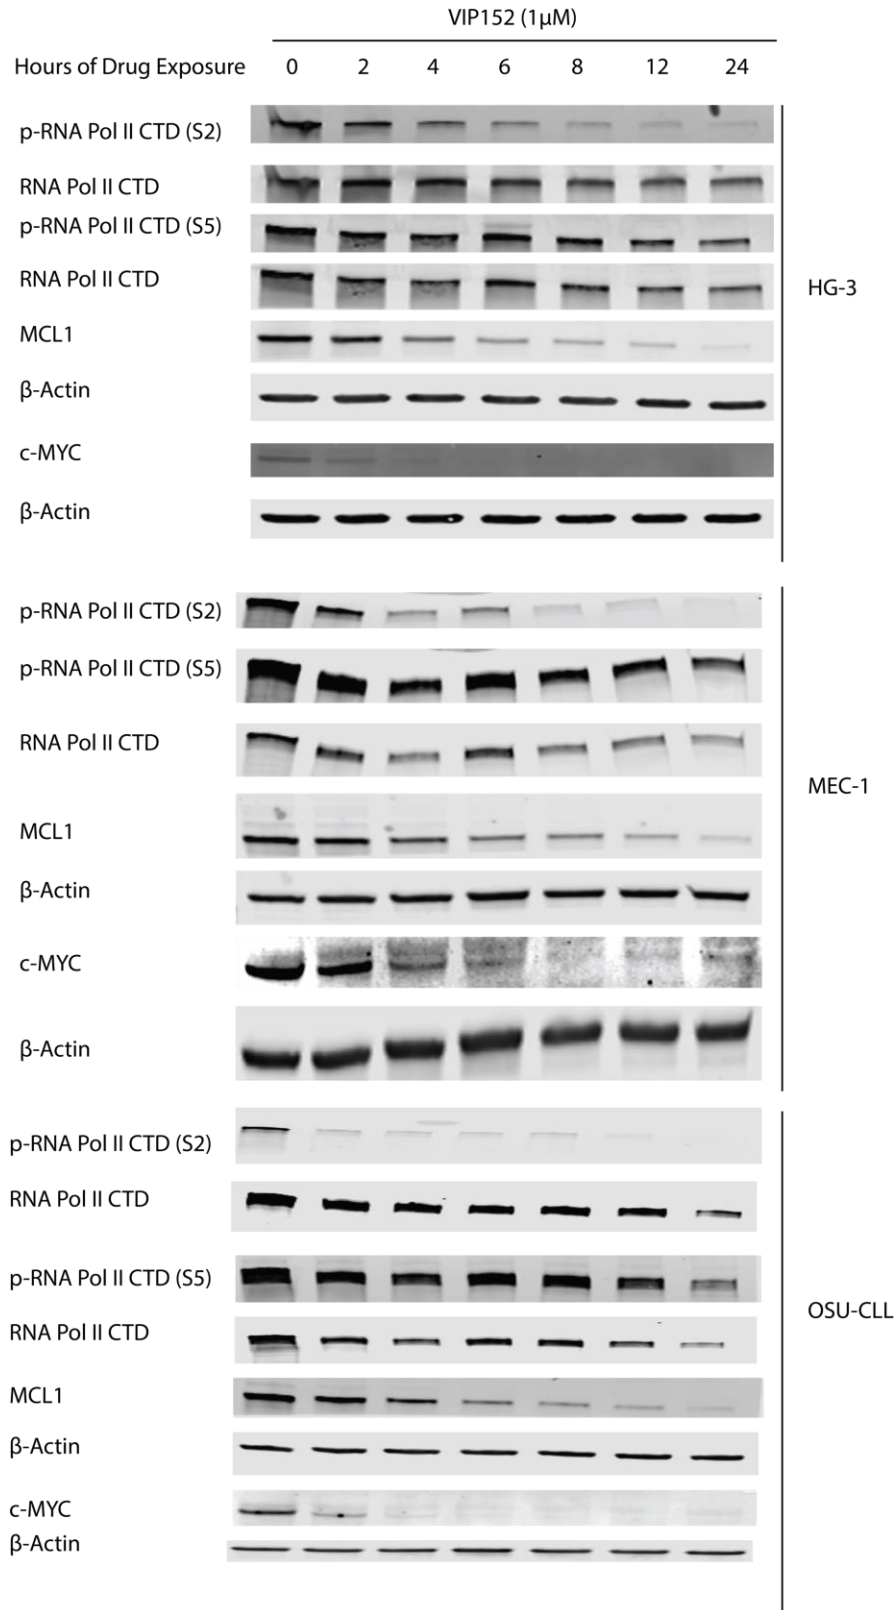 VIP152 (1μM)
Hours of Drug Exposure 0 2 4 6 8 12 24
p-RNA Pol II CTD (S2)
RNA Pol II CTD
p-RNA Pol II CTD (S5)
RNA Pol II CTD
HG-3
MCL1
β-Actin
c-MYC
β-Actin
p-RNA Pol II CTD (S2)
p-RNA Pol II CTD (S5)
RNA Pol II CTD
MEC-1
MCL1
β-Actin
c-MYC
β-Actin
p-RNA Pol II CTD (S2)
RNA Pol II CTD
p-RNA Pol II CTD (S5)
OSU-CLL
RNA Pol II CTD
MCL1
β-Actin
c-MYC
β-Actin